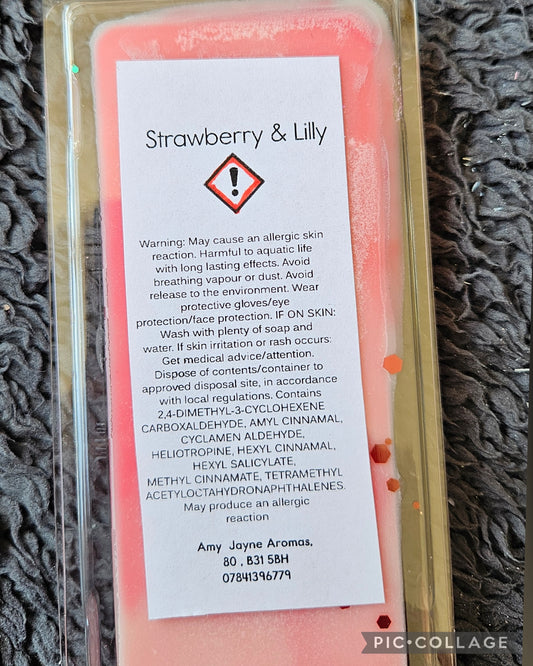 Strawberry & Lilly
Warning: May cause an allergic skin
reaction. Harmful to aquatic life
with long lasting effects. Avoid
breathing vapour or dust. Avoid
release to the environment. Wear
protective gloves/eye
protection/face protection. IF ON SKIN:
Wash with plenty of soap and
water. If skin irritation or rash occurs:
Get medical advice/attention.
Dispose of contents/container to
approved disposal site, in accordance
with local regulations. Contains
2,4-DIMETHYL-3-CYCLOHEXENE
CARBOXALDEHYDE, AMYL CINNAMAL,
CYCLAMEN ALDEHYDE,
HELIOTROPINE, HEXYL CINNAMAL,
HEXYL SALICYLATE,
METHYL CINNAMATE, TETRAMETHYL
ACETYLOCTAHYDRONAPHTHALENES.
May produce an allergic
reaction
Amy Jayne Aromas,
80 , B31 5BH
07841396779
PIC•COLLAGE